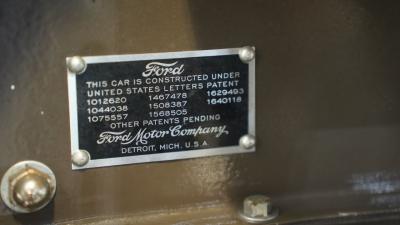 Ford
THIS CAR IS CONSTRUCTED UNDER
UNITED STATES LETTERS PATENT
1012620 1467478 1629493
1044038 1508387 1640118
1075557 1568505
OTHER PATENTS PENDING
Ford Motor Company
DETROIT, MICH. U.S.A.